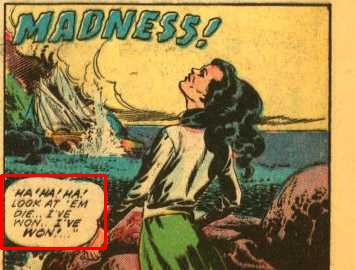 MADNESS!
HA! HA! HA!
LOOK AT 'EM
DIE... I'VE
WON... I'VE
WON!..."